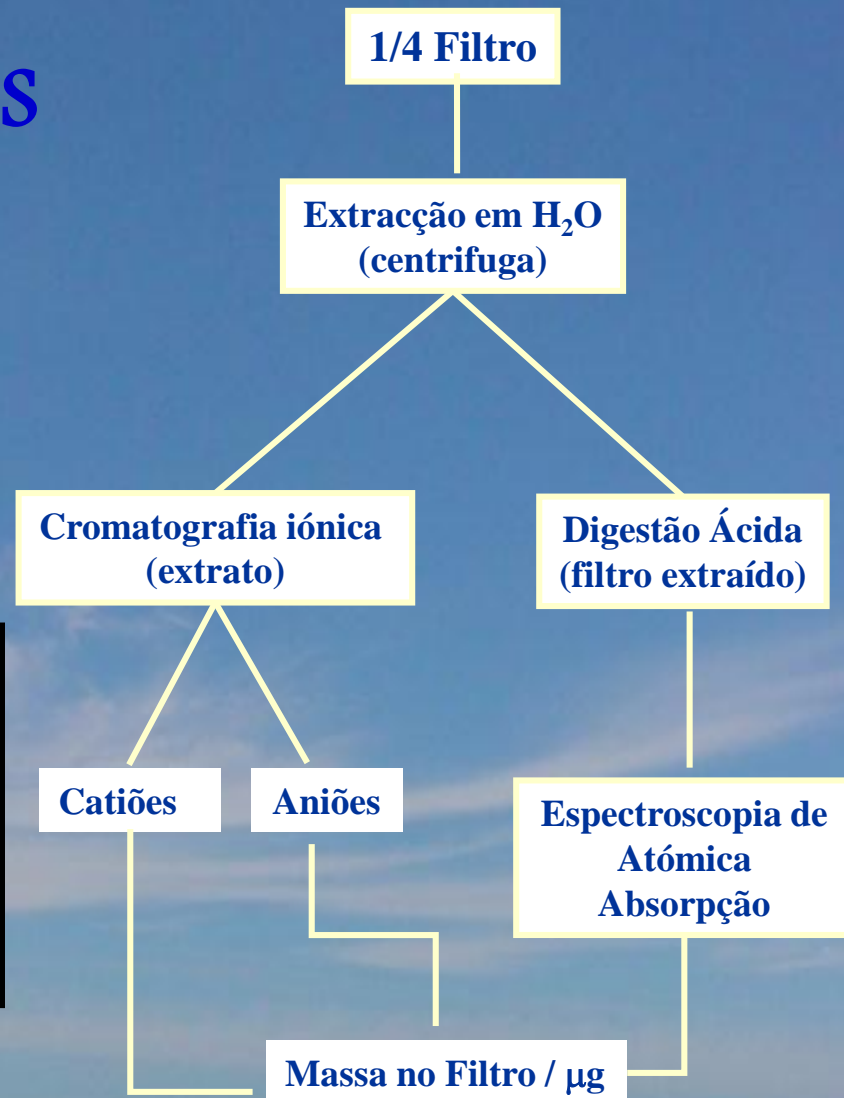 s
1/4 Filtro
Extracção em H₂O
(centrifuga)
Cromatografia iónica
(extrato)
Digestão Ácida
(filtro extraído)
Catiões
Aniões
Espectroscopia de
Atómica
Absorpção
Massa no Filtro / μg